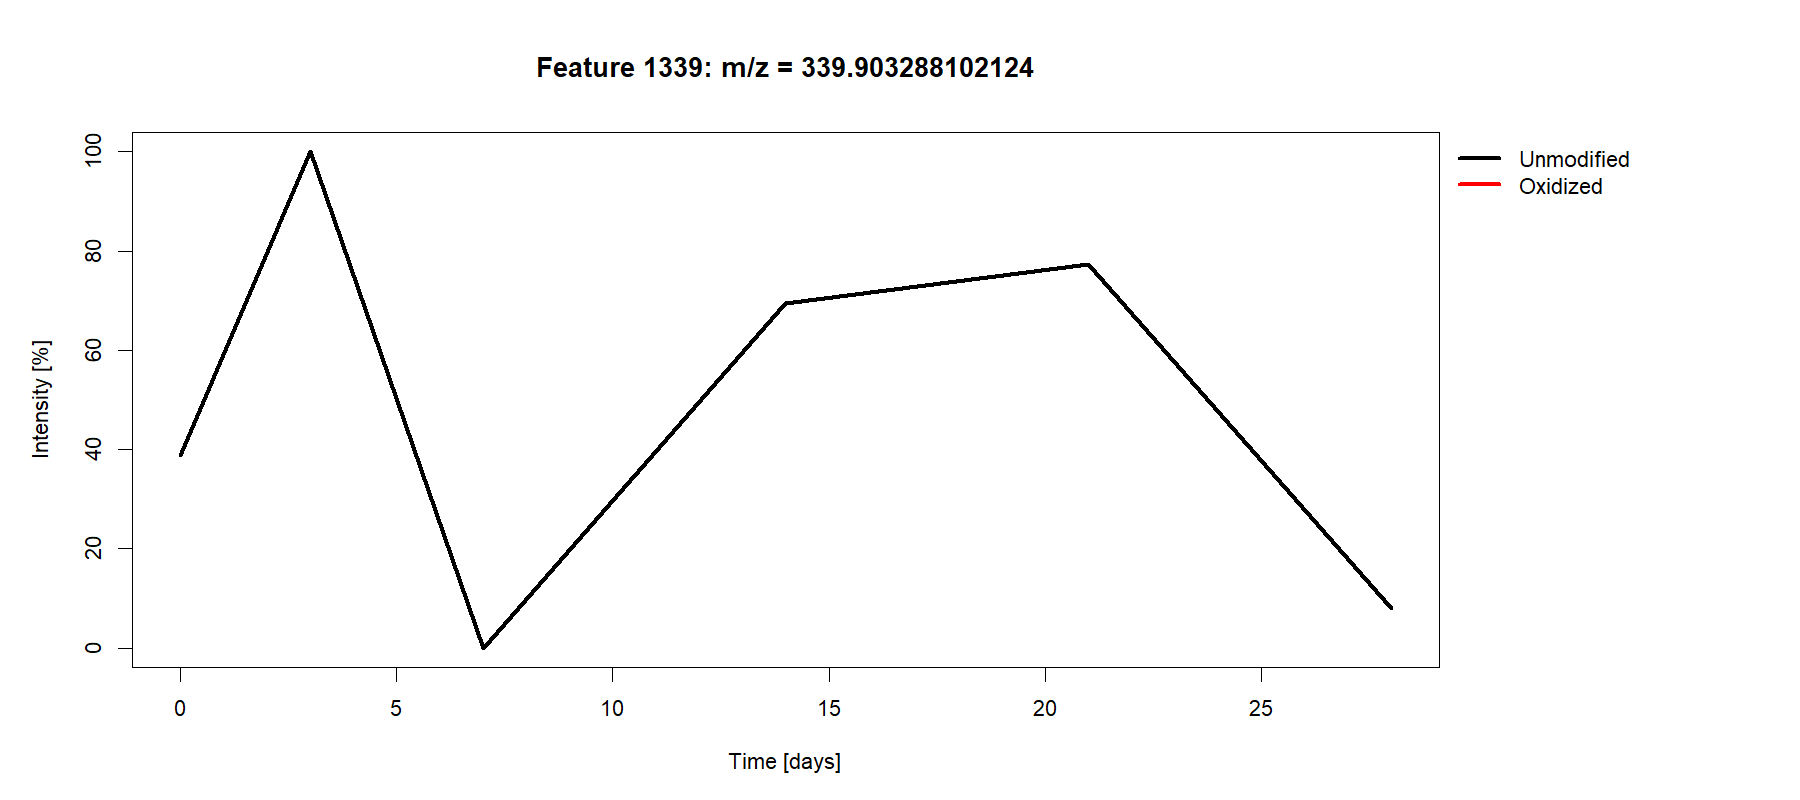 Feature 1339: m/z = 339.903288102124
Unmodified
Oxidized
Intensity [%]
100
80
60
40
20
0
0 5 10 15 20 25
Time [days]